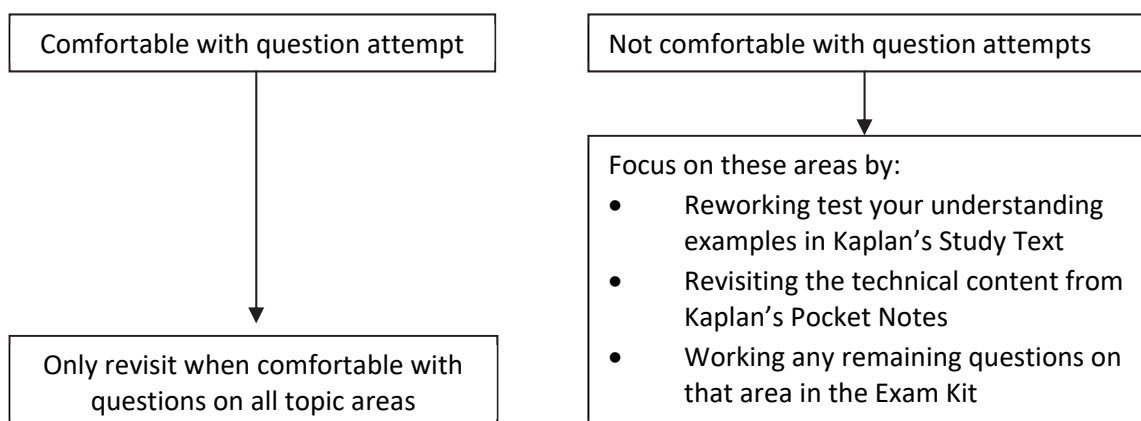 Comfortable with question attempt
Only revisit when comfortable with
questions on all topic areas
Not comfortable with question attempts
Focus on these areas by:
• Reworking test your understanding
examples in Kaplan’s Study Text
• Revisiting the technical content from
Kaplan’s Pocket Notes
• Working any remaining questions on
that area in the Exam Kit